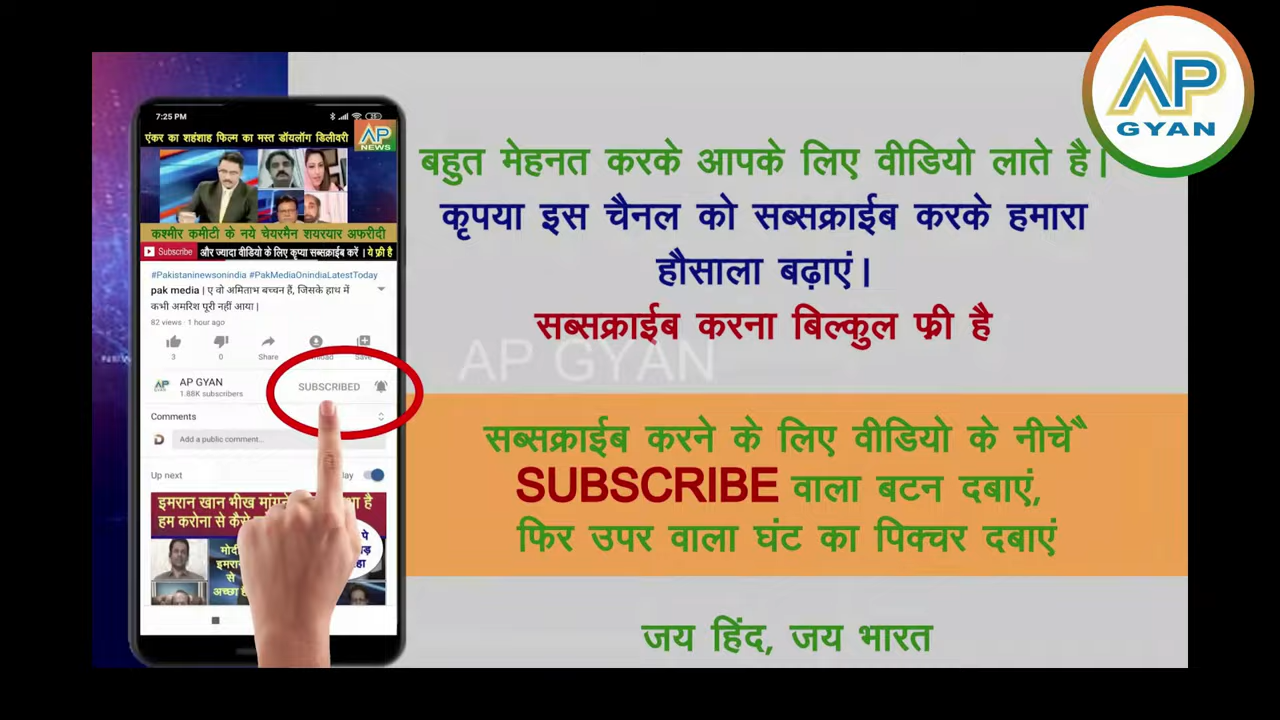 AP
GYAN
7:25 PM
एंकर का शहंशाह फिल्म का मस्त डॉयलॉग डिलीवरी
AP
NEWS
कश्मीर कमीटी के नये चेयरमैन शयरयार अफरीदी
Subscribe और ज्यादा वीडियो के लिए कृप्या सब्सक्राईब करें । ये फ्री है
#Pakistaninewsonindia #PakMediaOnindiaLatestToday
pak media | ए वो अमिताभ बच्चन हैं, जिसके हाथ में
कभी अमरिश पूरी नहीं आया |
82 views · 1 hour ago
3 0 Share Save
AP GYAN
1.88K subscribers
SUBSCRIBED
Comments
Add a public comment...
Up next
इमरान खान भीख मांगने
हम करोना से कैसे
मोदी
इमरान
से
अच्छा है
बहुत मेहनत करके आपके लिए वीडियो लाते है।
कृपया इस चैनल को सब्सक्राईब करके हमारा
हौसाला बढ़ाएं।
सब्सक्राईब करना बिल्कुल फ्री है
AP GYAN
सब्सक्राईब करने के लिए वीडियो के नीचे"
SUBSCRIBE वाला बटन दबाएं,
फिर उपर वाला घंट का पिक्चर दबाएं
जय हिंद, जय भारत